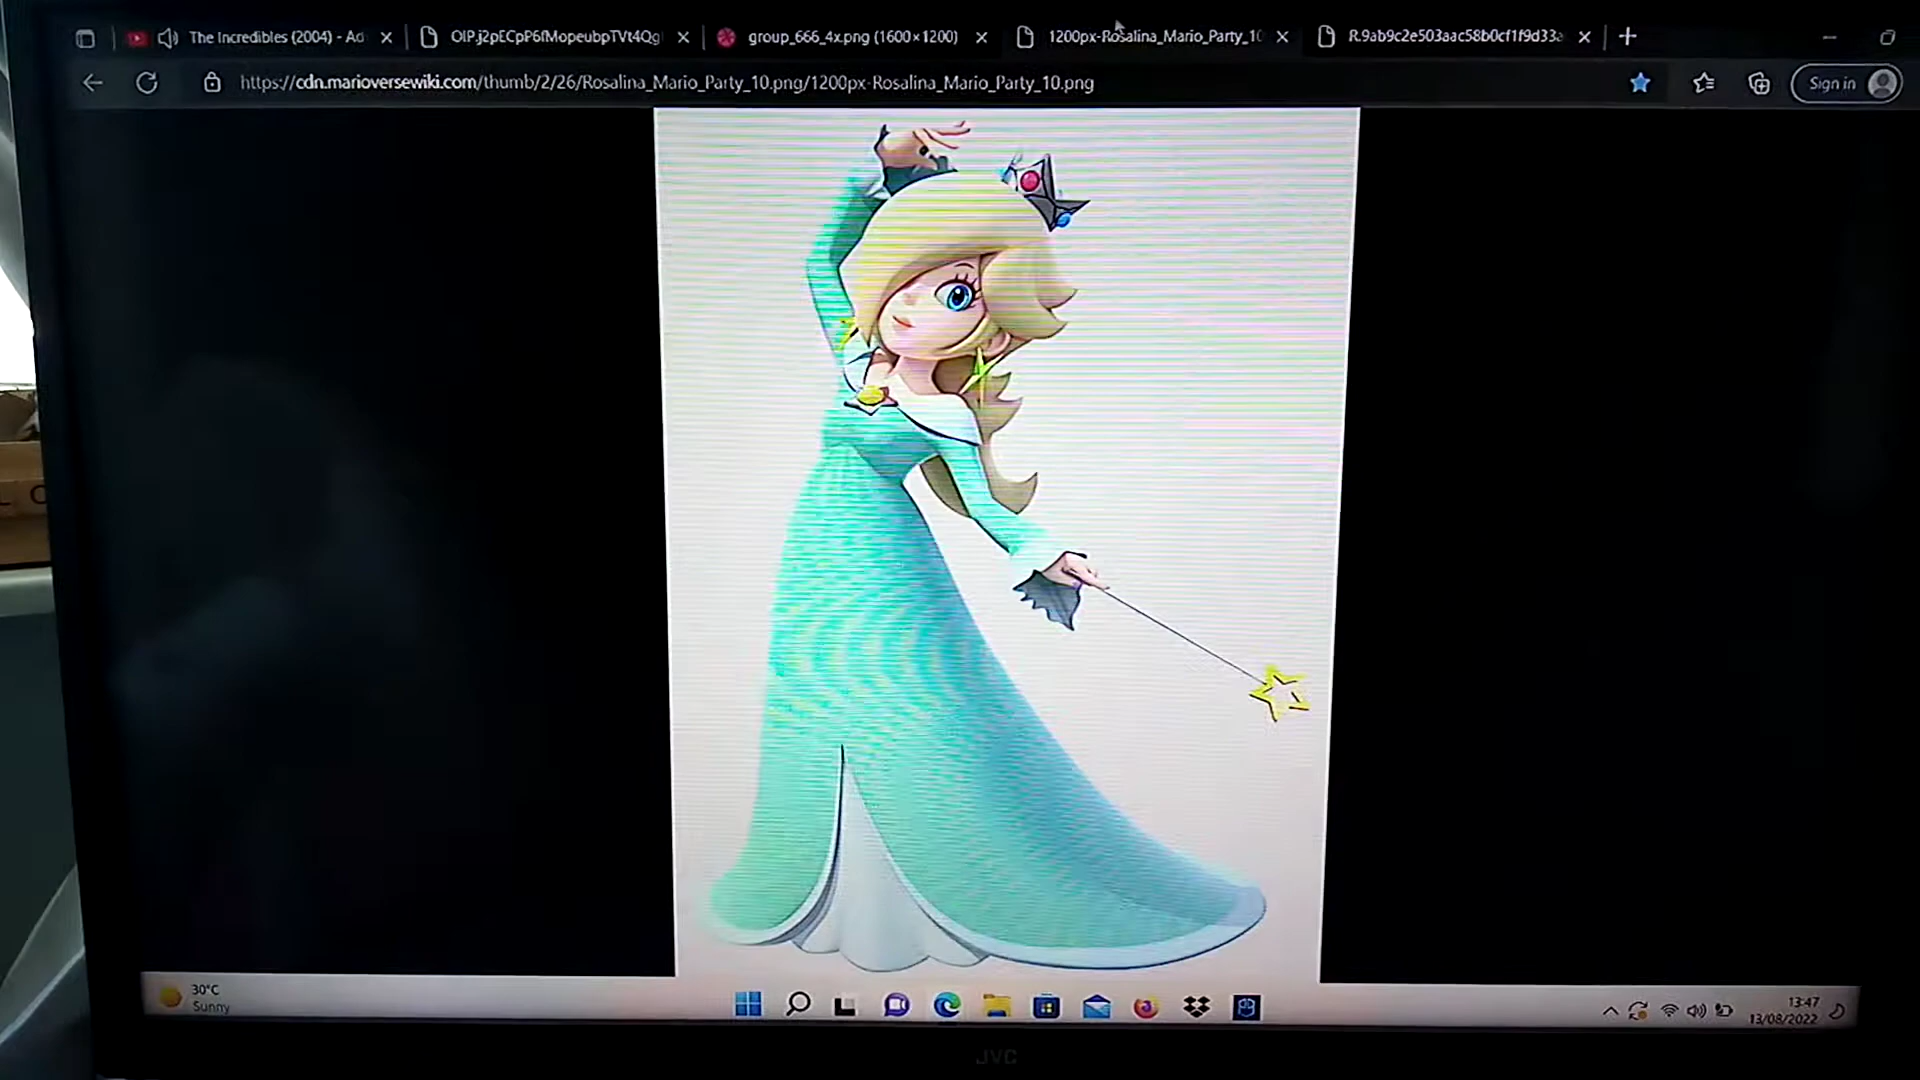 The Incredibles (2004) - Ad
OIP.j2pECpP6fMopeubpTVt4Qg
group_666_4x.png (1600×1200)
1200px-Rosalina_Mario_Party_10
R.9ab9c2e503aac58b0cf1f9d33a
https://cdn.marioversewiki.com/thumb/2/26/Rosalina_Mario_Party_10.png/1200px-Rosalina_Mario_Party_10.png
Sign in
30°C
Sunny
13:47
13/08/2022
JVC